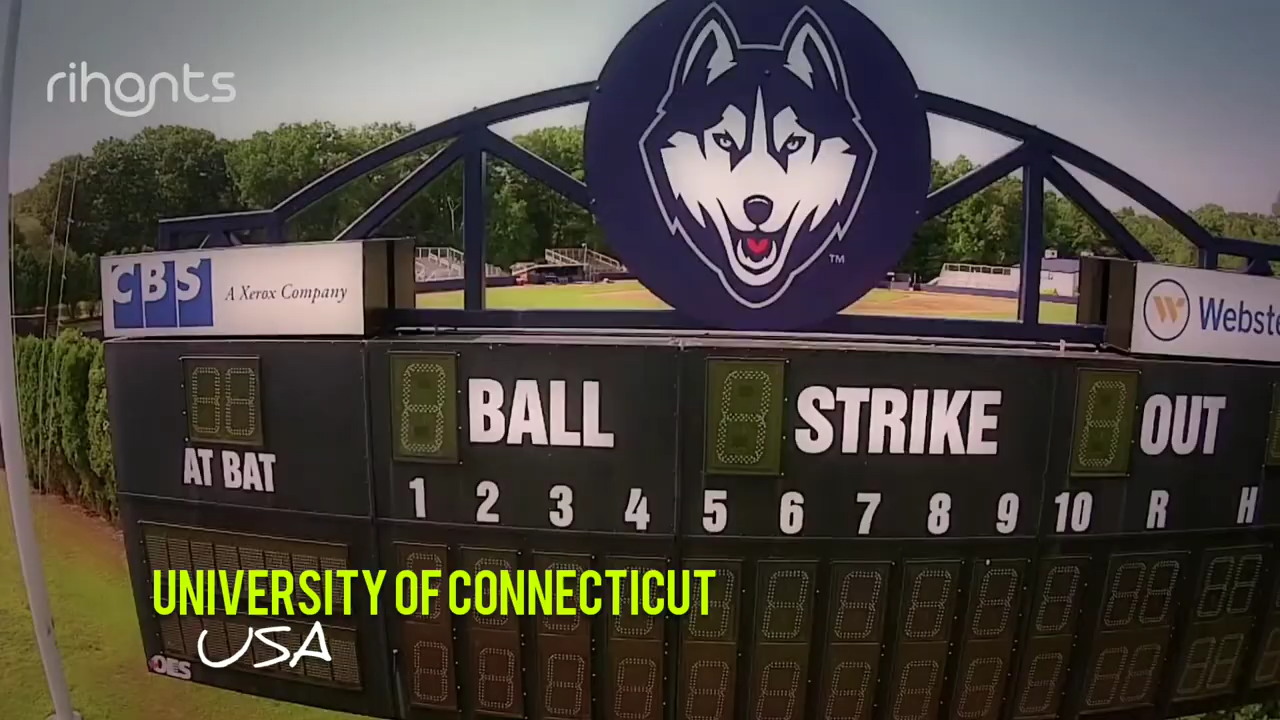 rihants
TM
CBS A Xerox Company
BALL STRIKE OUT
AT BAT
1 2 3 4 5 6 7 8 9 10 R H
UNIVERSITY OF CONNECTICUT
USA
OES